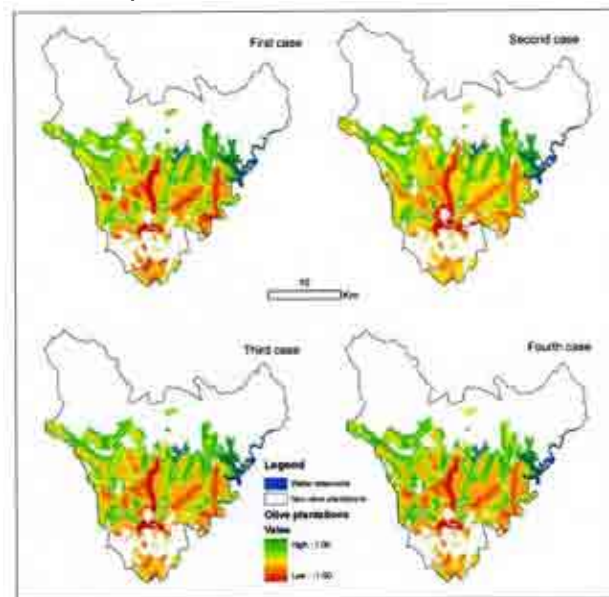 First case
Second case
10
Km
Third case
Fourth case
Legend
Water reservoirs
Non olive plantations
Olive plantations
Value
High : 1.00
Low : -1.00